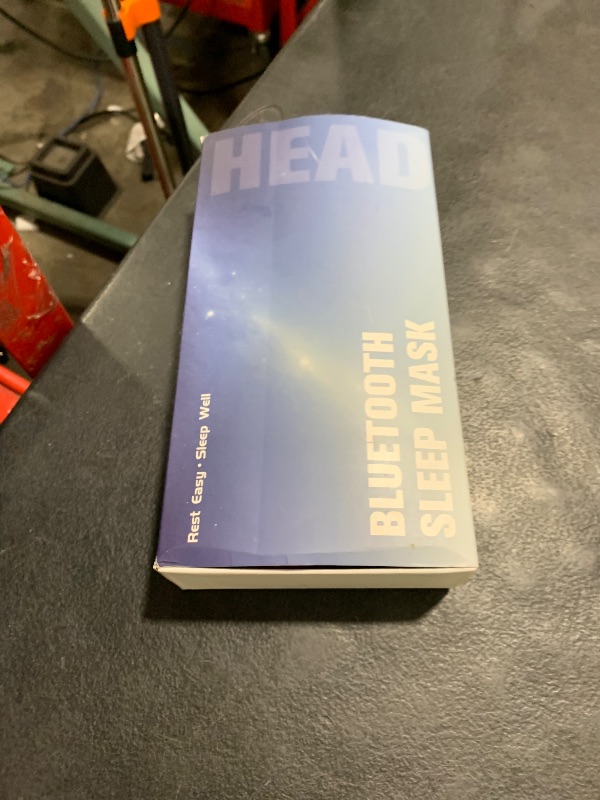 HEAD
BLUETOOTH
SLEEP MASK
Rest Easy • Sleep Well